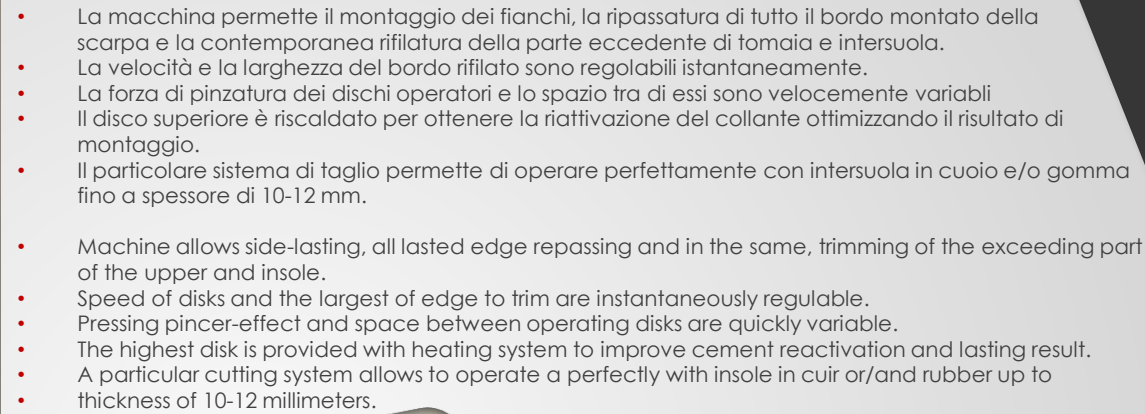 • La macchina permette il montaggio dei fianchi, la ripassatura di tutto il bordo montato della
scarpa e la contemporanea rifilatura della parte eccedente di tomaia e intersuola.
• La velocità e la larghezza del bordo rifilato sono regolabili istantaneamente.
• La forza di pinzatura dei dischi operatori e lo spazio tra di essi sono velocemente variabli
• Il disco superiore è riscaldato per ottenere la riattivazione del collante ottimizzando il risultato di
montaggio.
• Il particolare sistema di taglio permette di operare perfettamente con intersuola in cuoio e/o gomma
fino a spessore di 10-12 mm.
• Machine allows side-lasting, all lasted edge repassing and in the same, trimming of the exceeding part
of the upper and insole.
• Speed of disks and the largest of edge to trim are instantaneously regulable.
• Pressing pincer-effect and space between operating disks are quickly variable.
• The highest disk is provided with heating system to improve cement reactivation and lasting result.
• A particular cutting system allows to operate a perfectly with insole in cuir or/and rubber up to
• thickness of 10-12 millimeters.